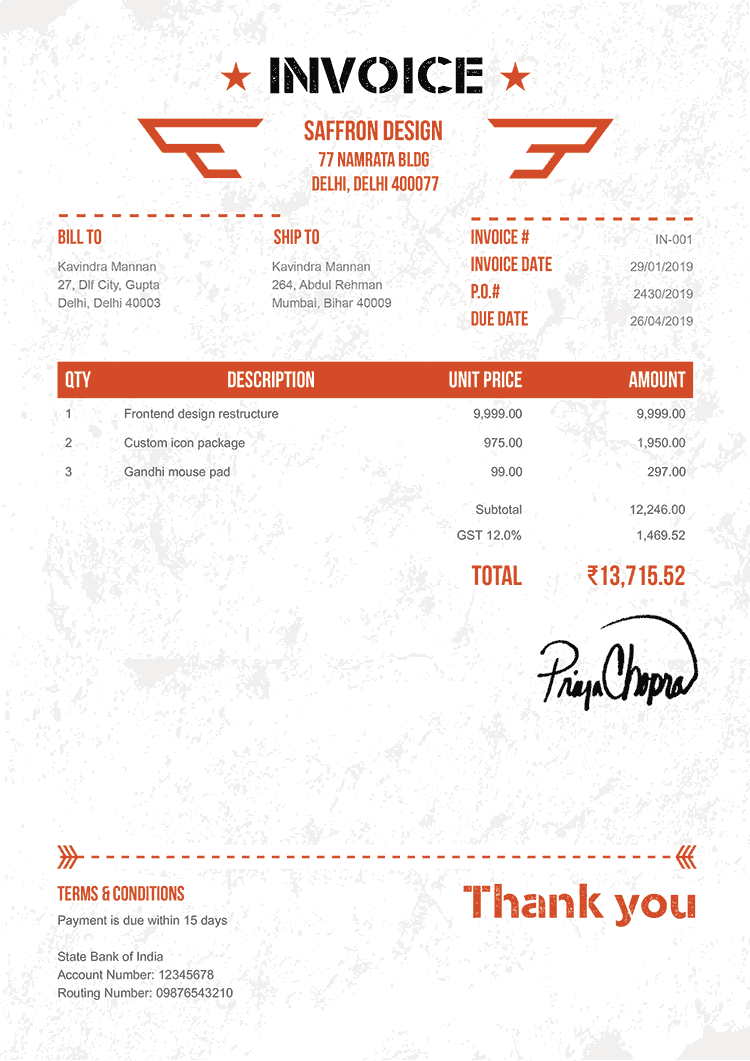 INVOICE
SAFFRON DESIGN
77 NAMRATA BLDG
DELHI, DELHI 400077
BILL TO
Kavindra Mannan
27, Dlf City, Gupta
Delhi, Delhi 40003
SHIP TO
Kavindra Mannan
264, Abdul Rehman
Mumbai, Bihar 40009
INVOICE # IN-001
INVOICE DATE 29/01/2019
P.O.# 2430/2019
DUE DATE 26/04/2019
QTY DESCRIPTION UNIT PRICE AMOUNT
1 Frontend design restructure 9,999.00 9,999.00
2 Custom icon package 975.00 1,950.00
3 Gandhi mouse pad 99.00 297.00
Subtotal 12,246.00
GST 12.0% 1,469.52
TOTAL ₹13,715.52
Priya Chopra
TERMS & CONDITIONS
Payment is due within 15 days
State Bank of India
Account Number: 12345678
Routing Number: 09876543210
Thank you